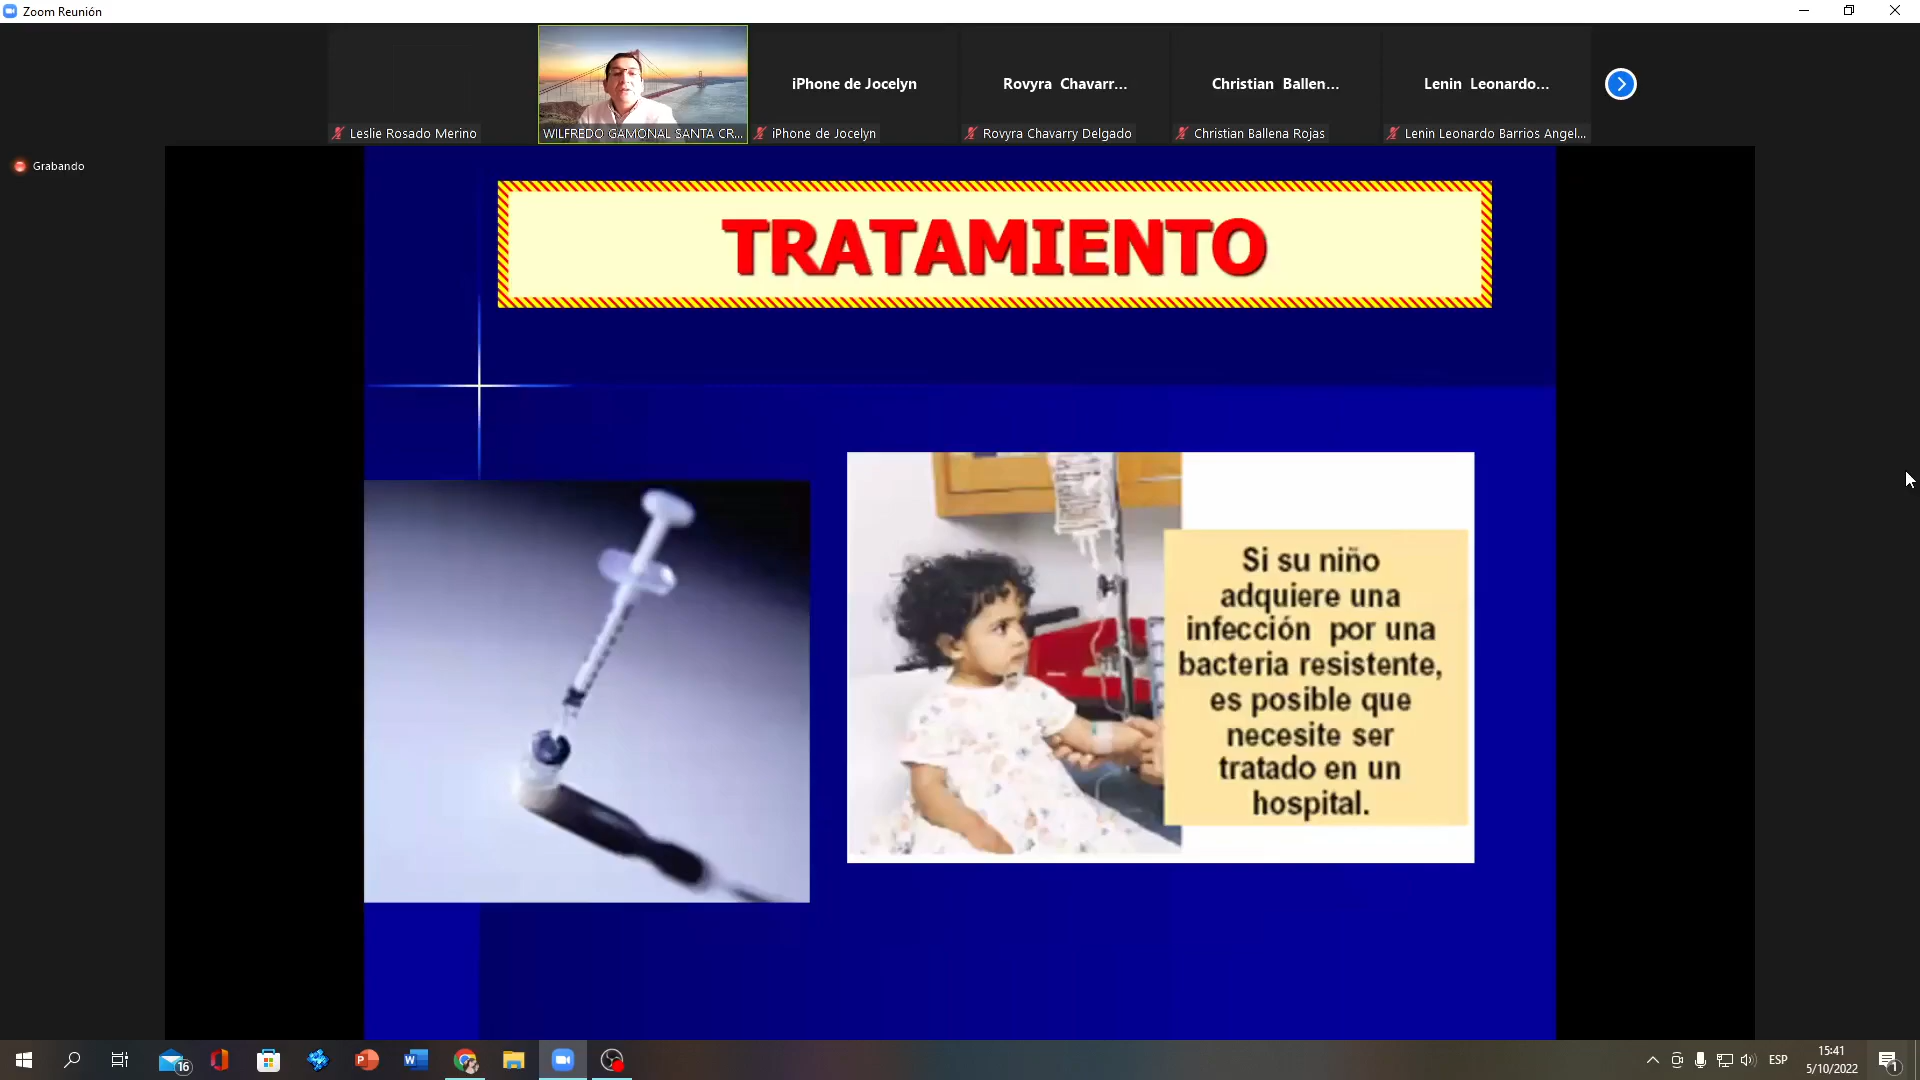 Zoom Reunión
iPhone de Jocelyn
Rovyra Chavarr...
Christian Ballen...
Lenin Leonardo...
Leslie Rosado Merino
WILFREDO GAMONAL SANTA CR...
iPhone de Jocelyn
Rovyra Chavarry Delgado
Christian Ballena Rojas
Lenin Leonardo Barrios Angel...
Grabando
TRATAMIENTO
Si su niño
adquiere una
infección por una
bacteria resistente,
es posible que
necesite ser
tratado en un
hospital.
16
ESP
15:41
5/10/2022
1